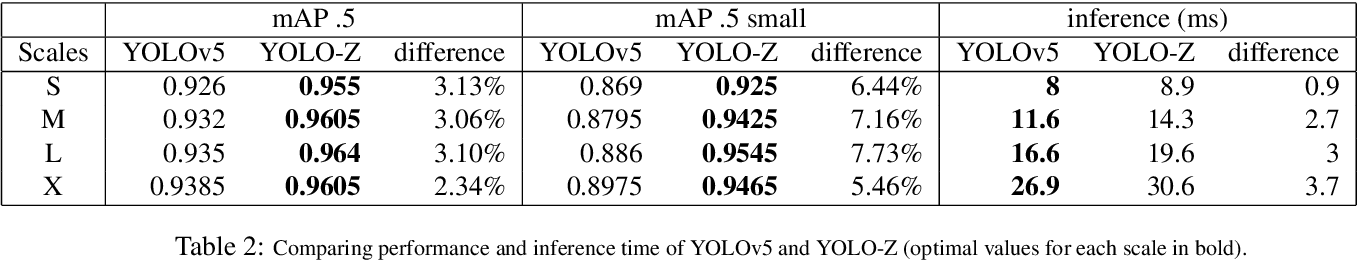 mAP .5 mAP .5 small inference (ms)
Scales YOLOv5 YOLO-Z difference YOLOv5 YOLO-Z difference YOLOv5 YOLO-Z difference
S 0.926 0.955 3.13% 0.869 0.925 6.44% 8 8.9 0.9
M 0.932 0.9605 3.06% 0.8795 0.9425 7.16% 11.6 14.3 2.7
L 0.935 0.964 3.10% 0.886 0.9545 7.73% 16.6 19.6 3
X 0.9385 0.9605 2.34% 0.8975 0.9465 5.46% 26.9 30.6 3.7
Table 2: Comparing performance and inference time of YOLOv5 and YOLO-Z (optimal values for each scale in bold).